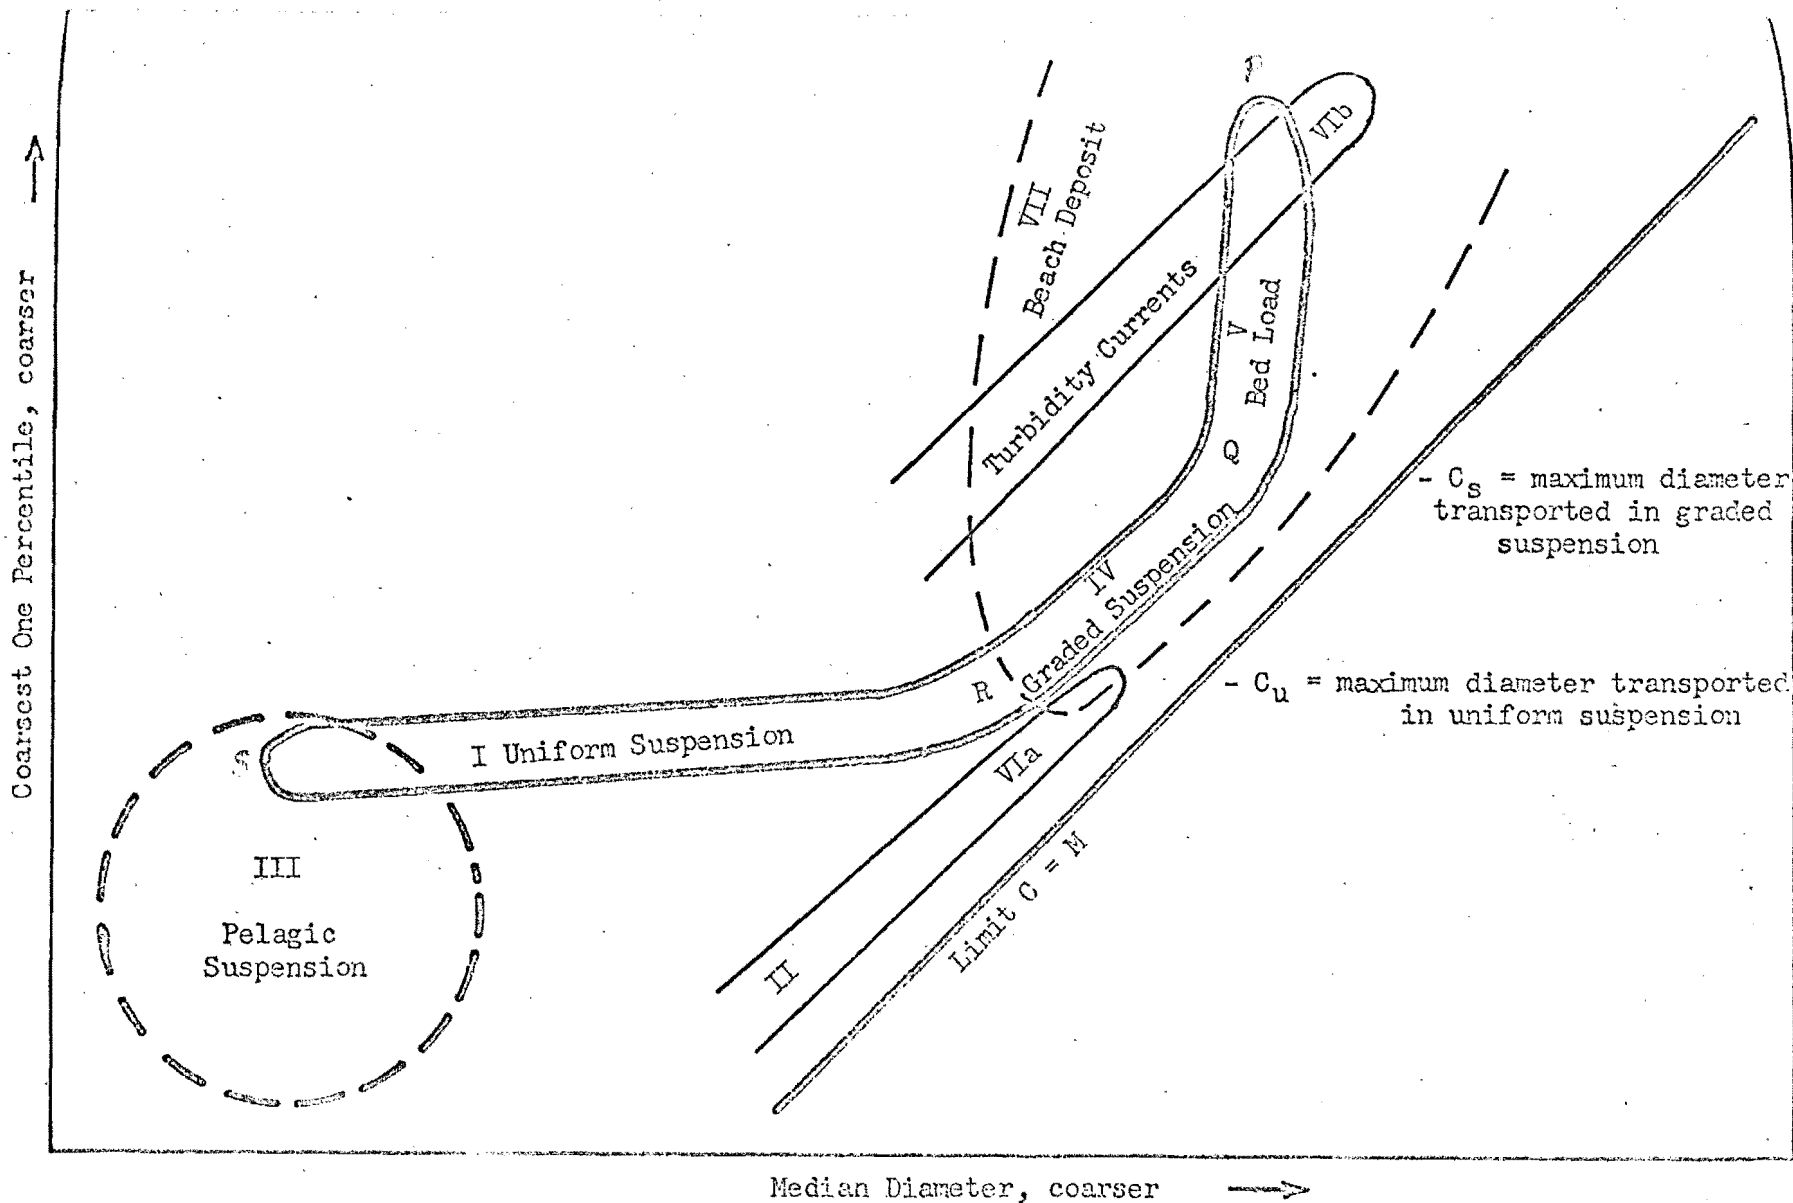 P
VIb
VII
Beach Deposit
Turbidity Currents
V
Bed Load
Q
- Cs = maximum diameter
transported in graded
suspension
IV
Graded Suspension
R
- Cu = maximum diameter transported
in uniform suspension
S
I Uniform Suspension
VIa
III
Pelagic
Suspension
II
Limit C = M
Coarsest One Percentile, coarser
Median Diameter, coarser